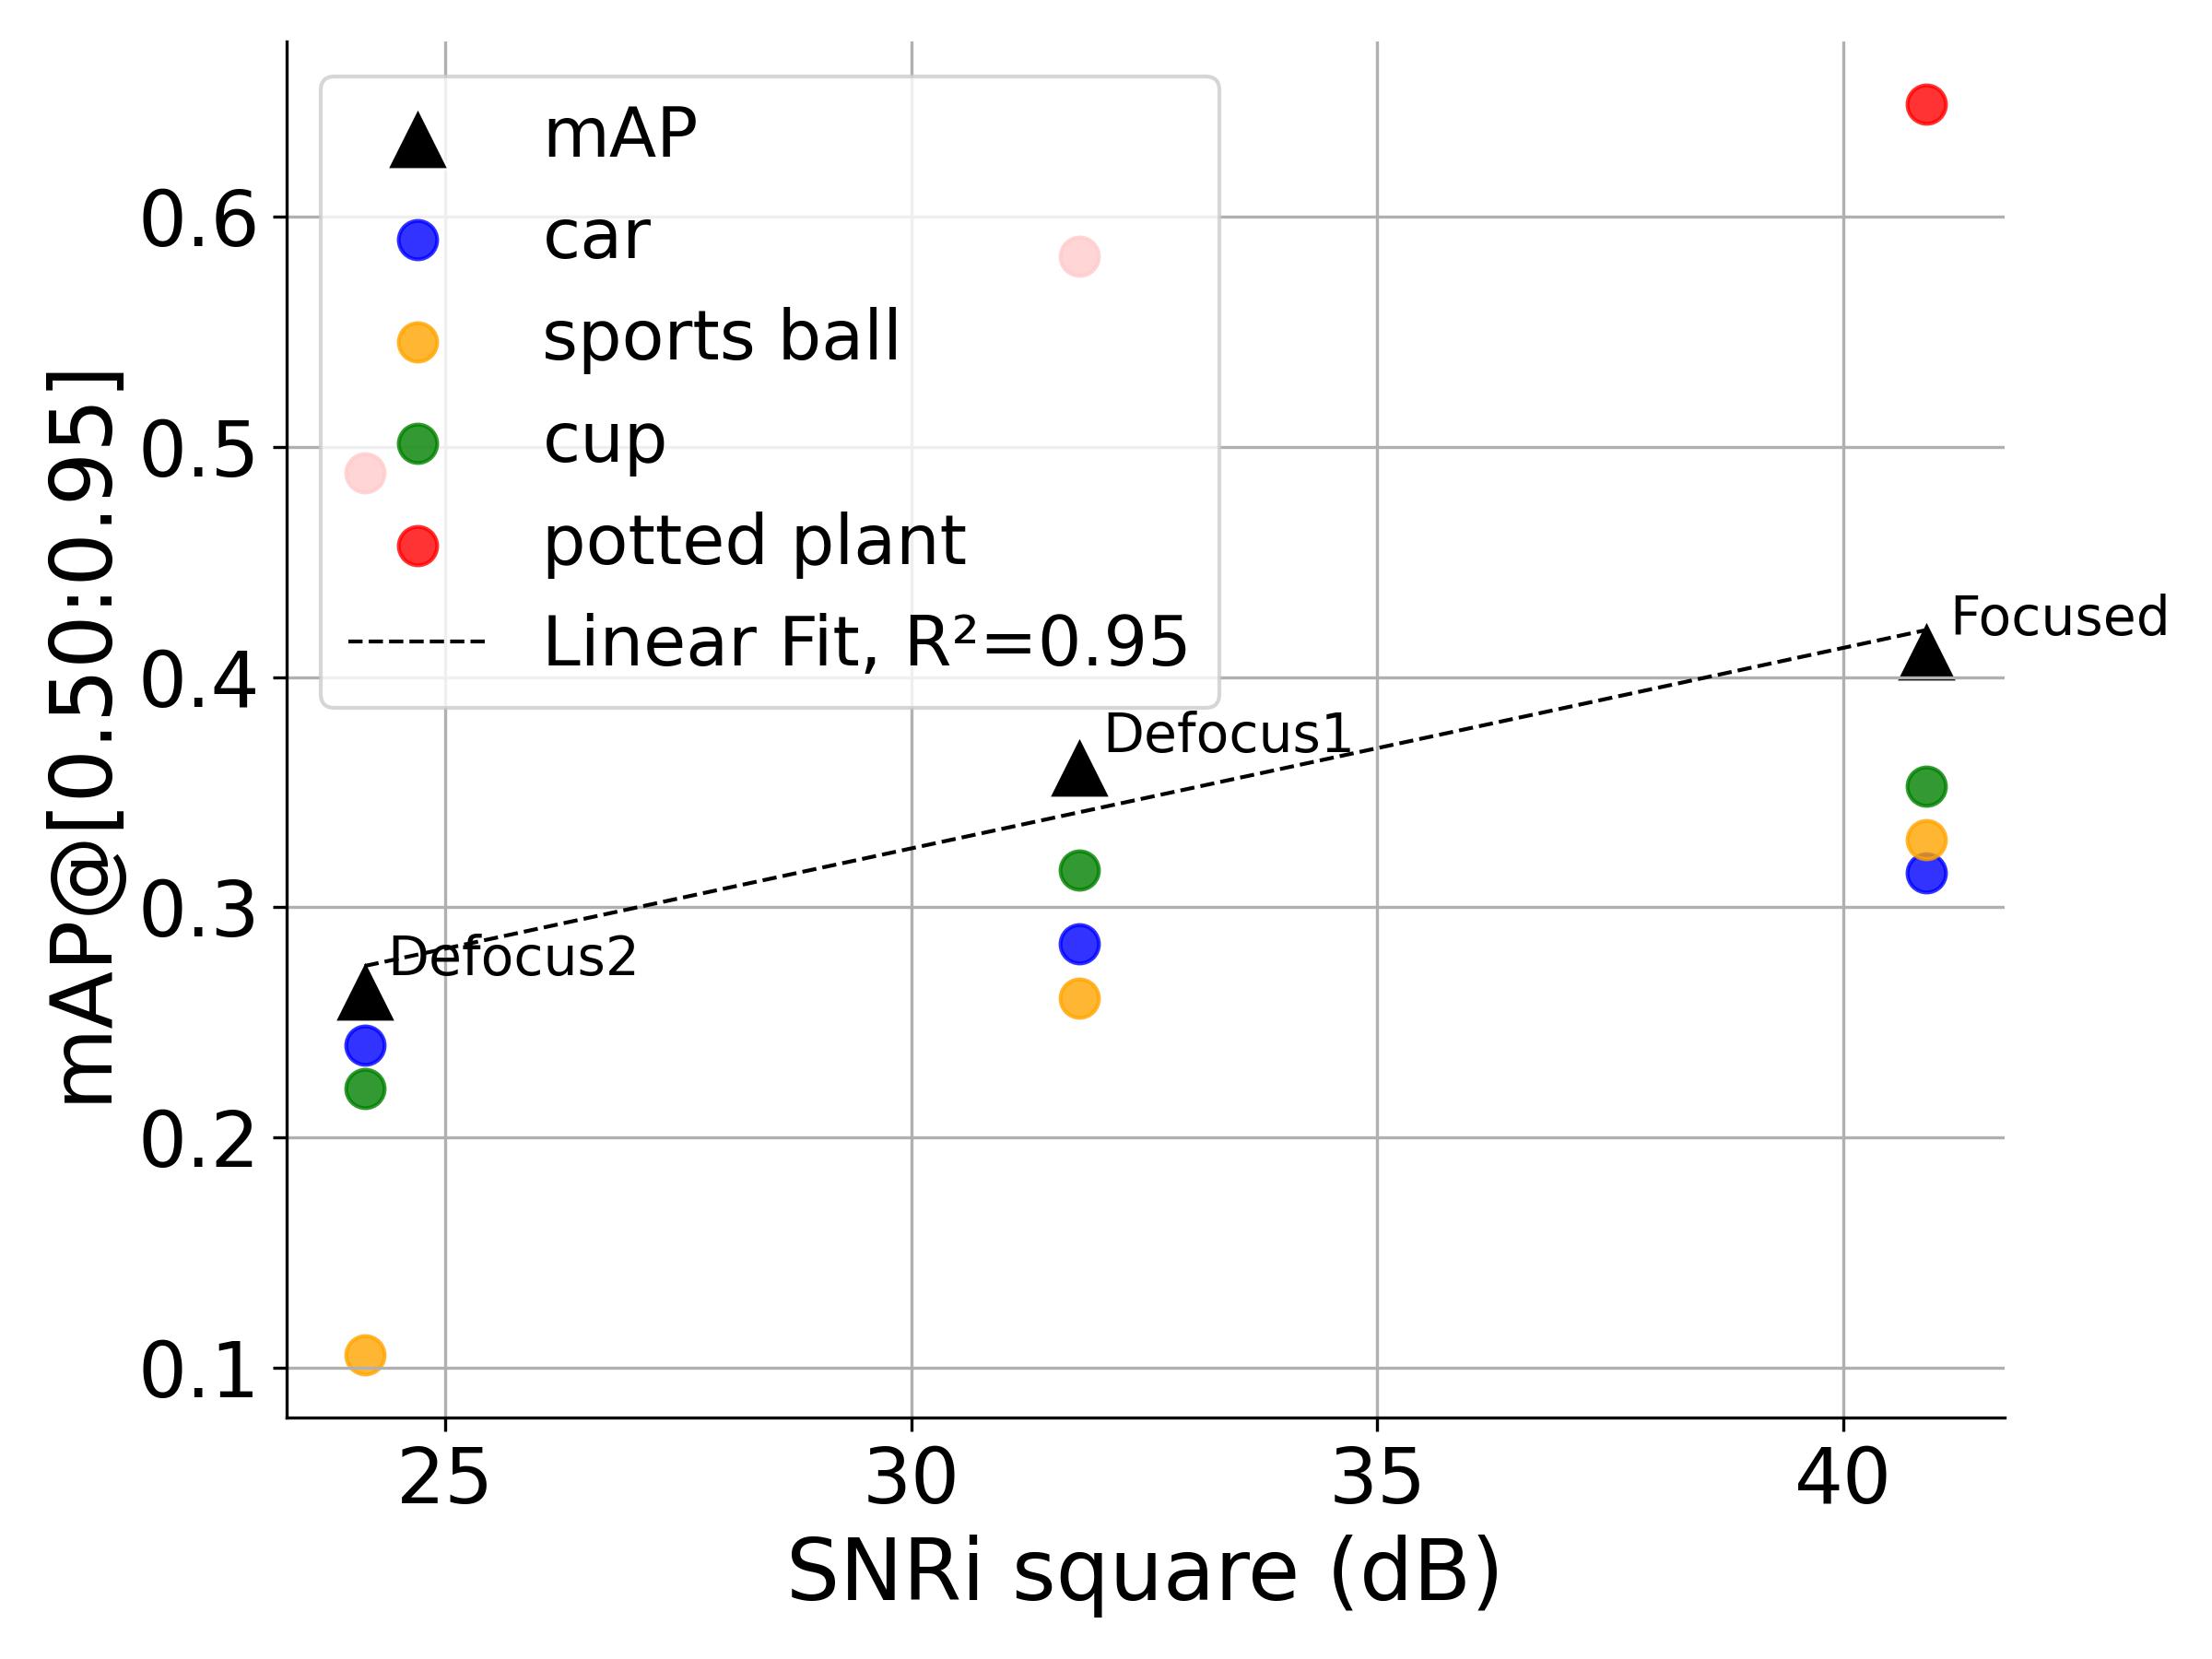 mAP
car
sports ball
cup
potted plant
Linear Fit, R²=0.95
Focused
Defocus1
Defocus2
mAP@[0.50:0.95]
0.6
0.5
0.4
0.3
0.2
0.1
25 30 35 40
SNRi square (dB)